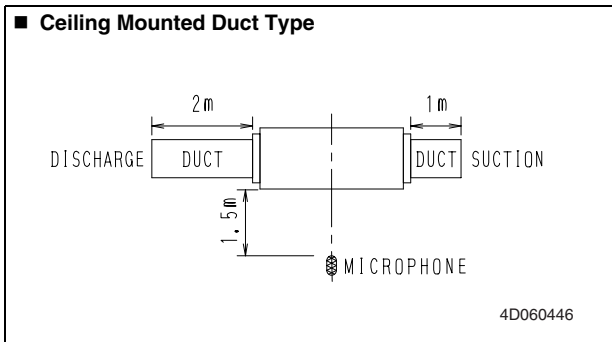 ■ Ceiling Mounted Duct Type
2m
1m
DISCHARGE DUCT DUCT SUCTION
1.5m
MICROPHONE
4D060446